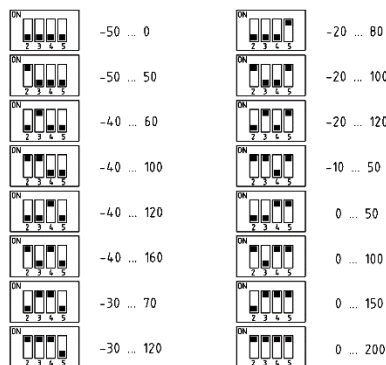 ON
2 3 4 5
-50 ... 0
ON
2 3 4 5
-50 ... 50
ON
2 3 4 5
-40 ... 60
ON
2 3 4 5
-40 ... 100
ON
2 3 4 5
-40 ... 120
ON
2 3 4 5
-40 ... 160
ON
2 3 4 5
-30 ... 70
ON
2 3 4 5
-30 ... 120
ON
2 3 4 5
-20 ... 80
ON
2 3 4 5
-20 ... 100
ON
2 3 4 5
-20 ... 120
ON
2 3 4 5
-10 ... 50
ON
2 3 4 5
0 ... 50
ON
2 3 4 5
0 ... 100
ON
2 3 4 5
0 ... 150
ON
2 3 4 5
0 ... 200